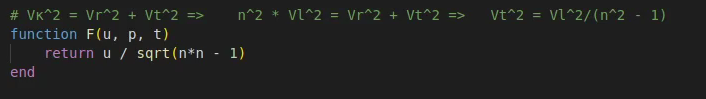 # Vк^2 = Vr^2 + Vt^2 =>    n^2 * Vl^2 = Vr^2 + Vt^2 =>   Vt^2 = Vl^2/(n^2 - 1)
function F(u, p, t)
    return u / sqrt(n*n - 1)
end